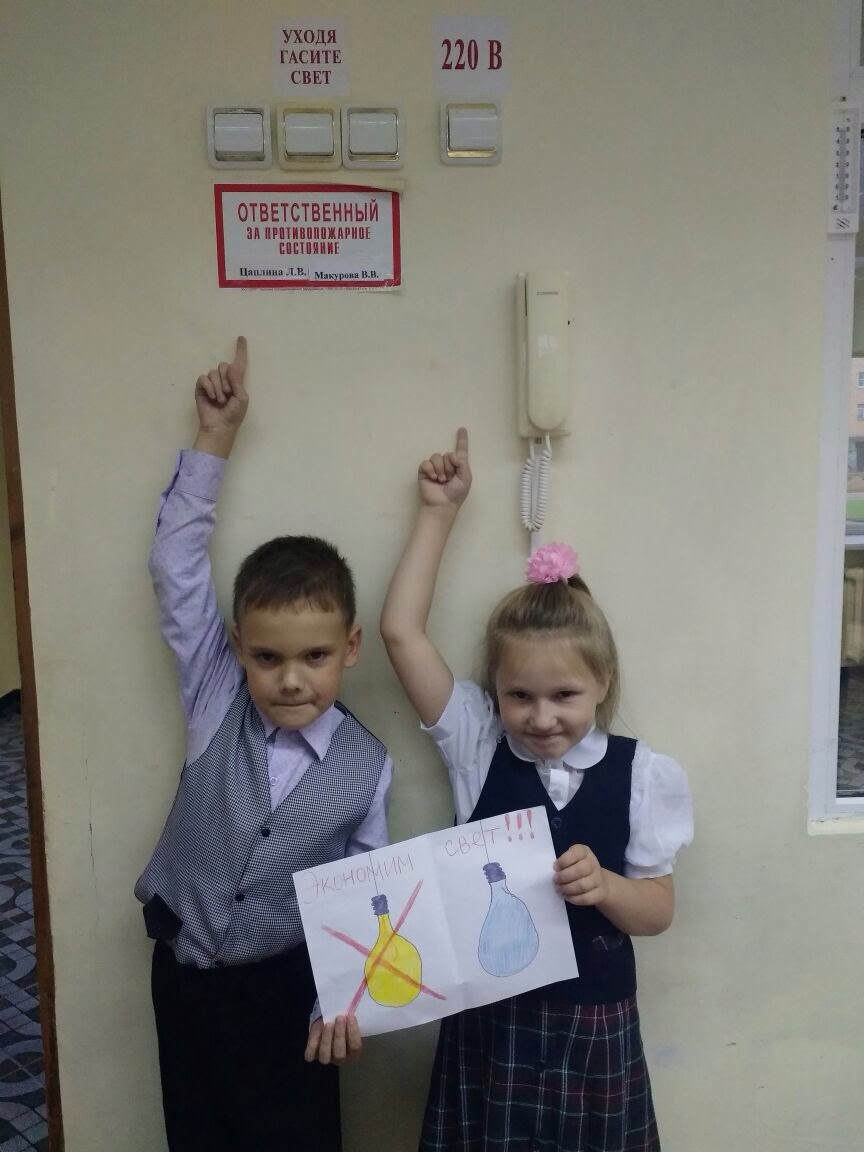 УХОДЯ
ГАСИТЕ
СВЕТ
220 В
ОТВЕТСТВЕННЫЙ
ЗА ПРОТИВОПОЖАРНОЕ
СОСТОЯНИЕ
Цаплина Л.В. Макурова В.В.
Экономим свет!!!